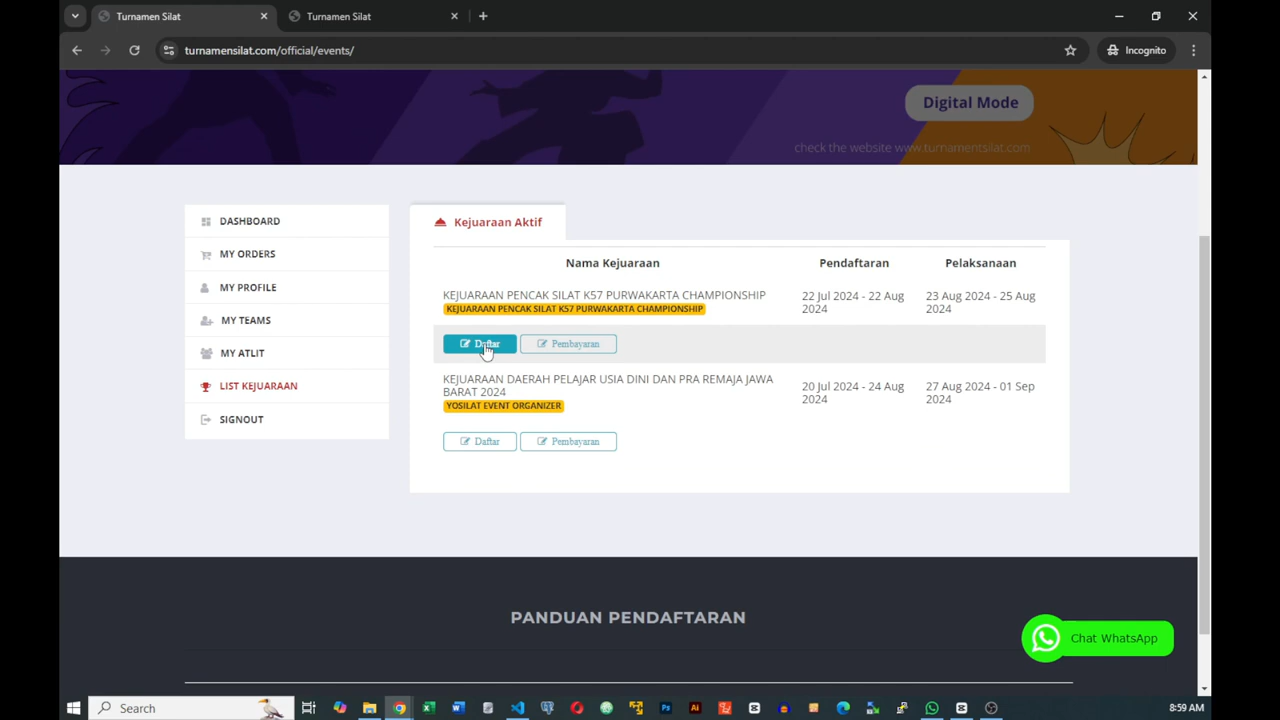 Turnamen Silat
Turnamen Silat
turnamensilat.com/official/events/
Incognito
Digital Mode
check the website www.turnamentsilat.com
DASHBOARD
MY ORDERS
MY PROFILE
MY TEAMS
MY ATLIT
LIST KEJUARAAN
SIGNOUT
Kejuaraan Aktif
Nama Kejuaraan Pendaftaran Pelaksanaan
KEJUARAAN PENCAK SILAT K57 PURWAKARTA CHAMPIONSHIP
KEJUARAAN PENCAK SILAT K57 PURWAKARTA CHAMPIONSHIP
22 Jul 2024 - 22 Aug
2024
23 Aug 2024 - 25 Aug
2024
Daftar Pembayaran
KEJUARAAN DAERAH PELAJAR USIA DINI DAN PRA REMAJA JAWA
BARAT 2024
YOSILAT EVENT ORGANIZER
20 Jul 2024 - 24 Aug
2024
27 Aug 2024 - 01 Sep
2024
Daftar Pembayaran
PANDUAN PENDAFTARAN
Chat WhatsApp
Search
8:59 AM